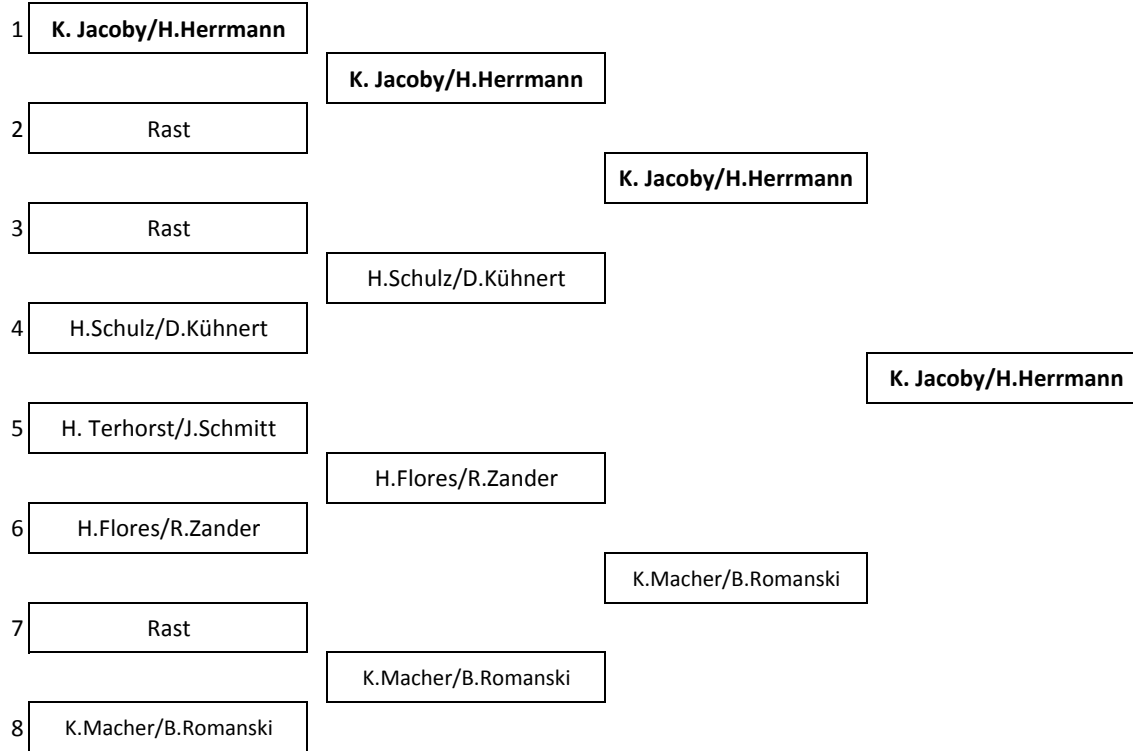 1 K. Jacoby/H.Herrmann
K. Jacoby/H.Herrmann
2 Rast
K. Jacoby/H.Herrmann
3 Rast
H.Schulz/D.Kühnert
4 H.Schulz/D.Kühnert
K. Jacoby/H.Herrmann
5 H. Terhorst/J.Schmitt
H.Flores/R.Zander
6 H.Flores/R.Zander
K.Macher/B.Romanski
7 Rast
K.Macher/B.Romanski
8 K.Macher/B.Romanski